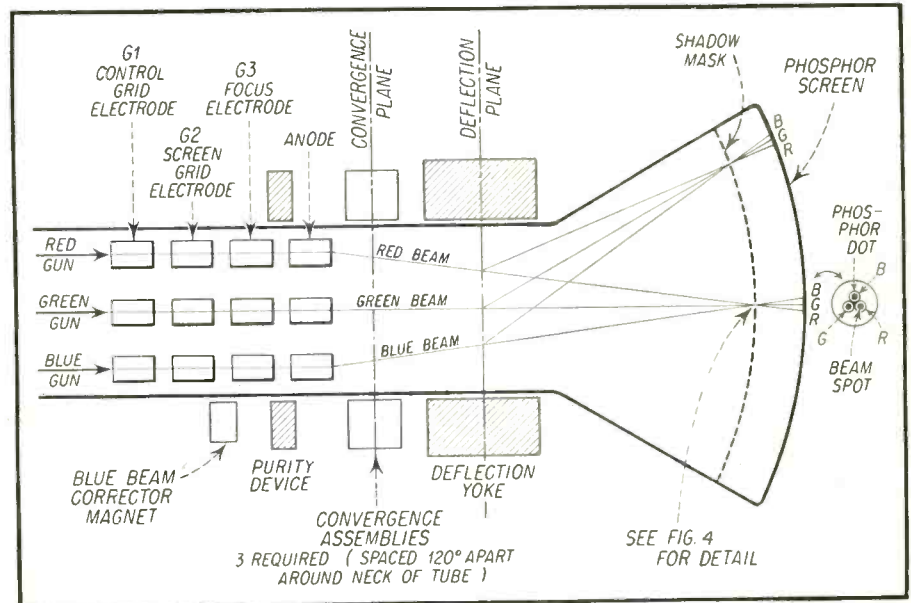 G1
CONTROL
GRID
ELECTRODE
G2
SCREEN
GRID
ELECTRODE
G3
FOCUS
ELECTRODE
ANODE
CONVERGENCE
PLANE
DEFLECTION
PLANE
SHADOW
MASK
PHOSPHOR
SCREEN
B
G
R
RED
GUN
RED BEAM
GREEN
GUN
GREEN BEAM
BLUE
GUN
BLUE BEAM
B
G
R
PHOS-
PHOR
DOT
B
G
R
BEAM
SPOT
BLUE BEAM
CORRECTOR
MAGNET
PURITY
DEVICE
CONVERGENCE
ASSEMBLIES
3 REQUIRED ( SPACED 120° APART
AROUND NECK OF TUBE )
DEFLECTION
YOKE
SEE FIG. 4
FOR DETAIL